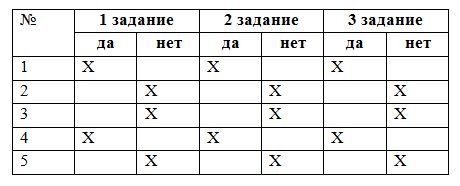 № 1 задание 2 задание 3 задание
да нет да нет да нет
1 X X X
2 X X X
3 X X X
4 X X X
5 X X X